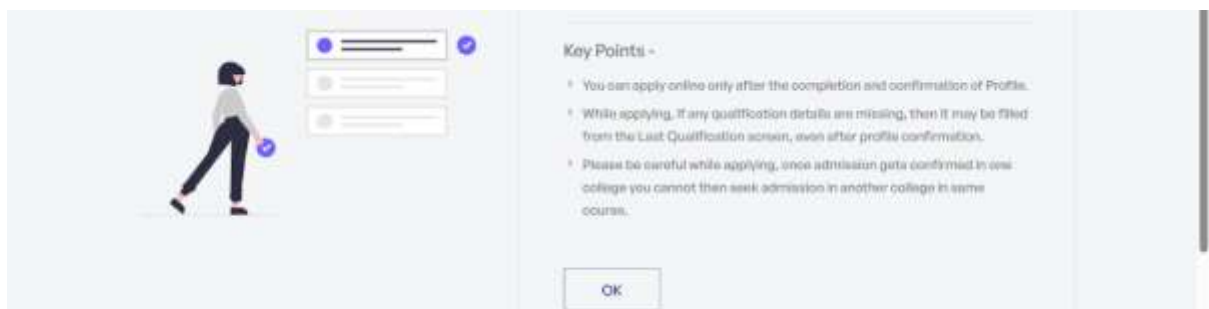 Key Points -
You can apply online only after the completion and confirmation of Profile.
While applying, if any qualification details are missing, then it may be filled
from the Last Qualification screen, even after profile confirmation.
Please be careful while applying, once admission gets confirmed in one
college you cannot then seek admission in another college in same
course.
OK